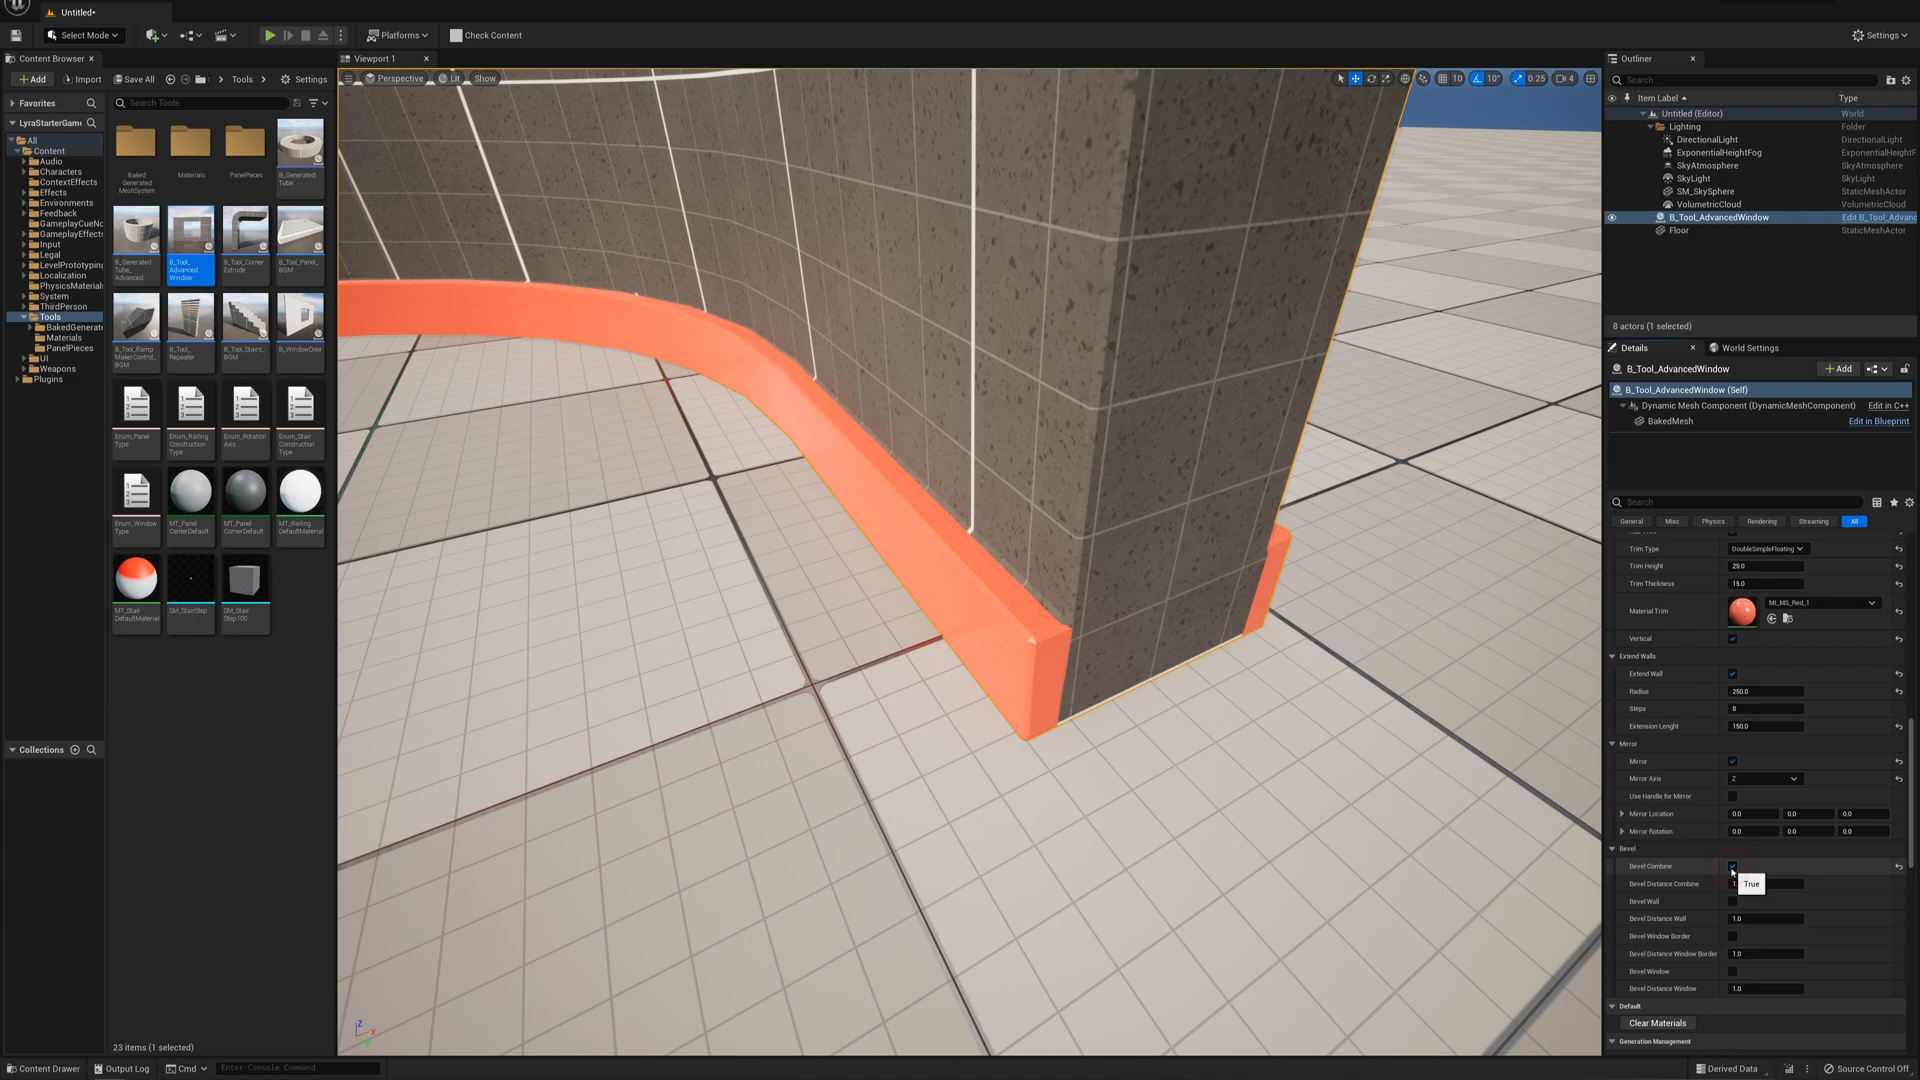 Untitled•
Select Mode
Platforms
Check Content
Settings
Content Browser
Add
Import
Save All
Tools
Settings
Favorites
Search Tools
LyraStarterGame
All
Content
Audio
Characters
ContextEffects
Effects
Environments
Feedback
GameplayCueNo
GameplayEffects
Input
Legal
LevelPrototyping
Localization
PhysicsMaterials
System
ThirdPerson
Tools
BakedGenerate
Materials
PanelPieces
UI
Weapons
Plugins
Baked
Generated
MeshSystem
Materials
PanelPieces
B_Generated
Tube
B_Generated
Tube_
Advanced
B_Tool_
Advanced
Window
B_Tool_Corner
Extrude
B_Tool_Panel_
BGM
B_Tool_Ramp
MakerControl_
BGM
B_Tool_
Repeater
B_Tool_Stairs_
BGM
B_WindowDoor
Enum_Panel
Type
Enum_Railing
Construction
Type
Enum_Rotation
Axis
Enum_Stair
Construction
Type
Enum_Window
Type
MT_Panel
CenterDefault
MT_Panel
CornerDefault
MT_Railing
DefaultMaterial
MT_Stair
DefaultMaterial
SM_StairStep
SM_Stair
Step100
Collections
23 items (1 selected)
Viewport 1
Perspective
Lit
Show
10
10°
0.25
4
Z
X
Outliner
Search...
Item Label
Type
Untitled (Editor)
World
Lighting
Folder
DirectionalLight
DirectionalLight
ExponentialHeightFog
ExponentialHeightF
SkyAtmosphere
SkyAtmosphere
SkyLight
SkyLight
SM_SkySphere
StaticMeshActor
VolumetricCloud
VolumetricCloud
B_Tool_AdvancedWindow
Edit B_Tool_Advanc
Floor
StaticMeshActor
8 actors (1 selected)
Details
World Settings
B_Tool_AdvancedWindow
Add
B_Tool_AdvancedWindow (Self)
Dynamic Mesh Component (DynamicMeshComponent)
Edit in C++
BakedMesh
Edit in Blueprint
Search
General
Misc
Physics
Rendering
Streaming
All
Trim Type
DoubleSimpleFloating
Trim Height
25.0
Trim Thickness
15.0
Material Trim
MI_MS_Red_1
Vertical
Extend Walls
Extend Wall
Radius
250.0
Steps
8
Extension Lenght
150.0
Mirror
Mirror
Mirror Axis
Z
Use Handle for Mirror
Mirror Location
0.0
0.0
0.0
Mirror Rotation
0.0
0.0
0.0
Bevel
Bevel Combine
Bevel Distance Combine
True
Bevel Wall
Bevel Distance Wall
1.0
Bevel Window Border
Bevel Distance Window Border
1.0
Bevel Window
Bevel Distance Window
1.0
Default
Clear Materials
Generation Management
Content Drawer
Output Log
Cmd
Enter Console Command
Derived Data
Source Control Off